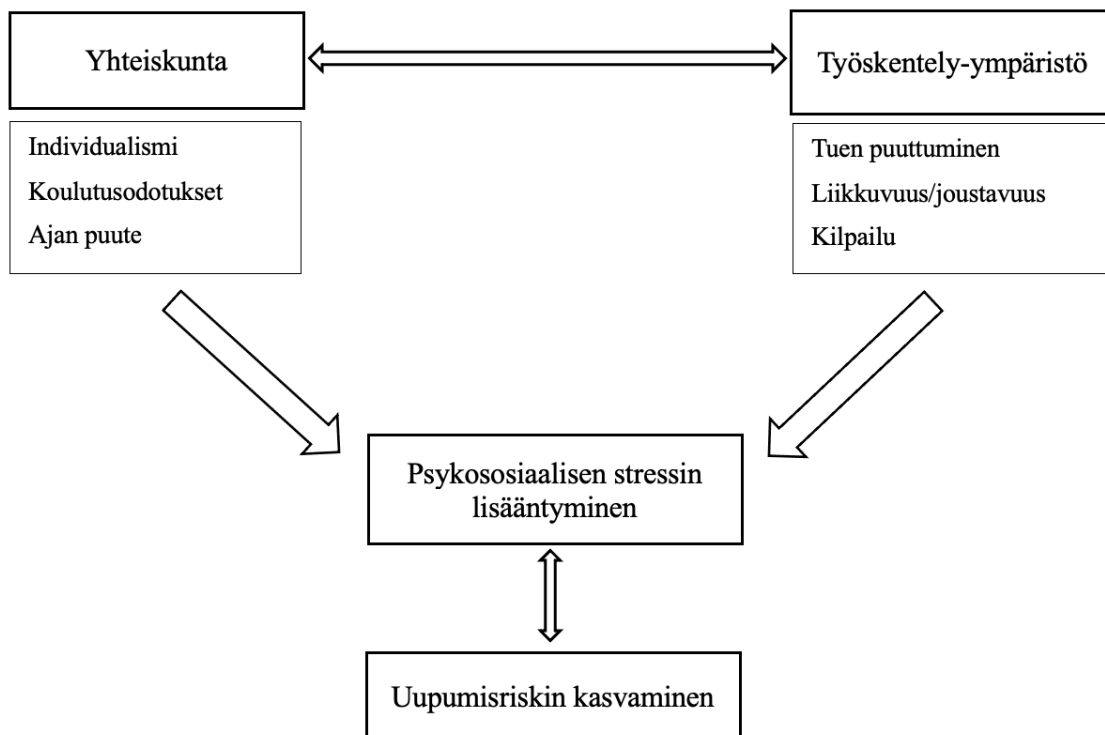 Yhteiskunta
Individualismi
Koulutusodotukset
Ajan puute
Työskentely-ympäristö
Tuen puuttuminen
Liikkuvuus/joustavuus
Kilpailu
Psykososiaalisen stressin
lisääntyminen
Uupumisriskin kasvaminen